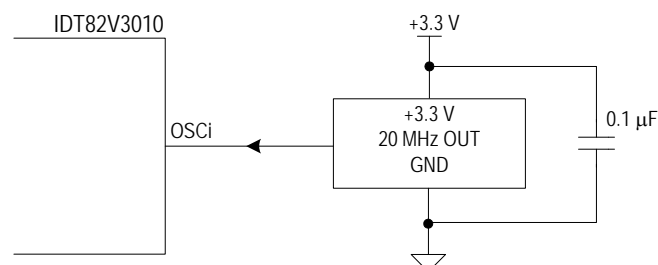 IDT82V3010
+3.3 V
OSCi
+3.3 V
20 MHz OUT
GND
0.1 µF